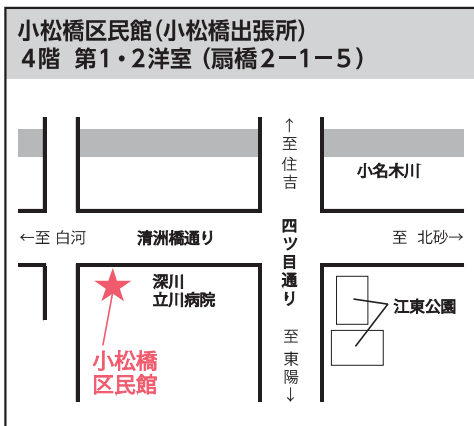 小松橋区民館(小松橋出張所)
4階 第1・2洋室(扇橋2-1-5)
↑至住吉
小名木川
←至 白河
清洲橋通り
四ツ目通り
至 北砂→
深川
立川病院
江東公園
小松橋
区民館
至東陽↓